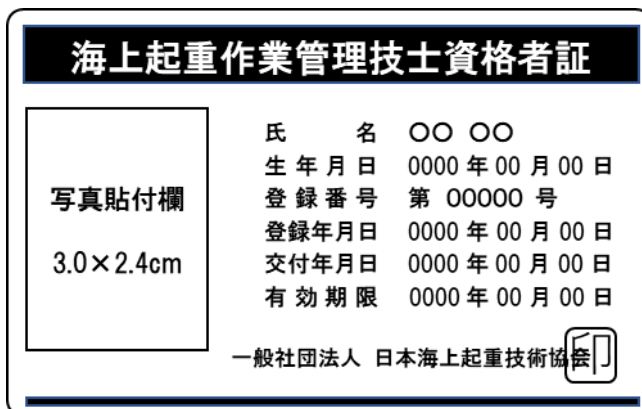 海上起重作業管理技士資格者証
写真貼付欄
3.0×2.4cm
氏 名 〇〇 〇〇
生年月日 0000年00月00日
登録番号 第 00000 号
登録年月日 0000年00月00日
交付年月日 0000年00月00日
有効期限 0000年00月00日
一般社団法人 日本海上起重技術協会 印